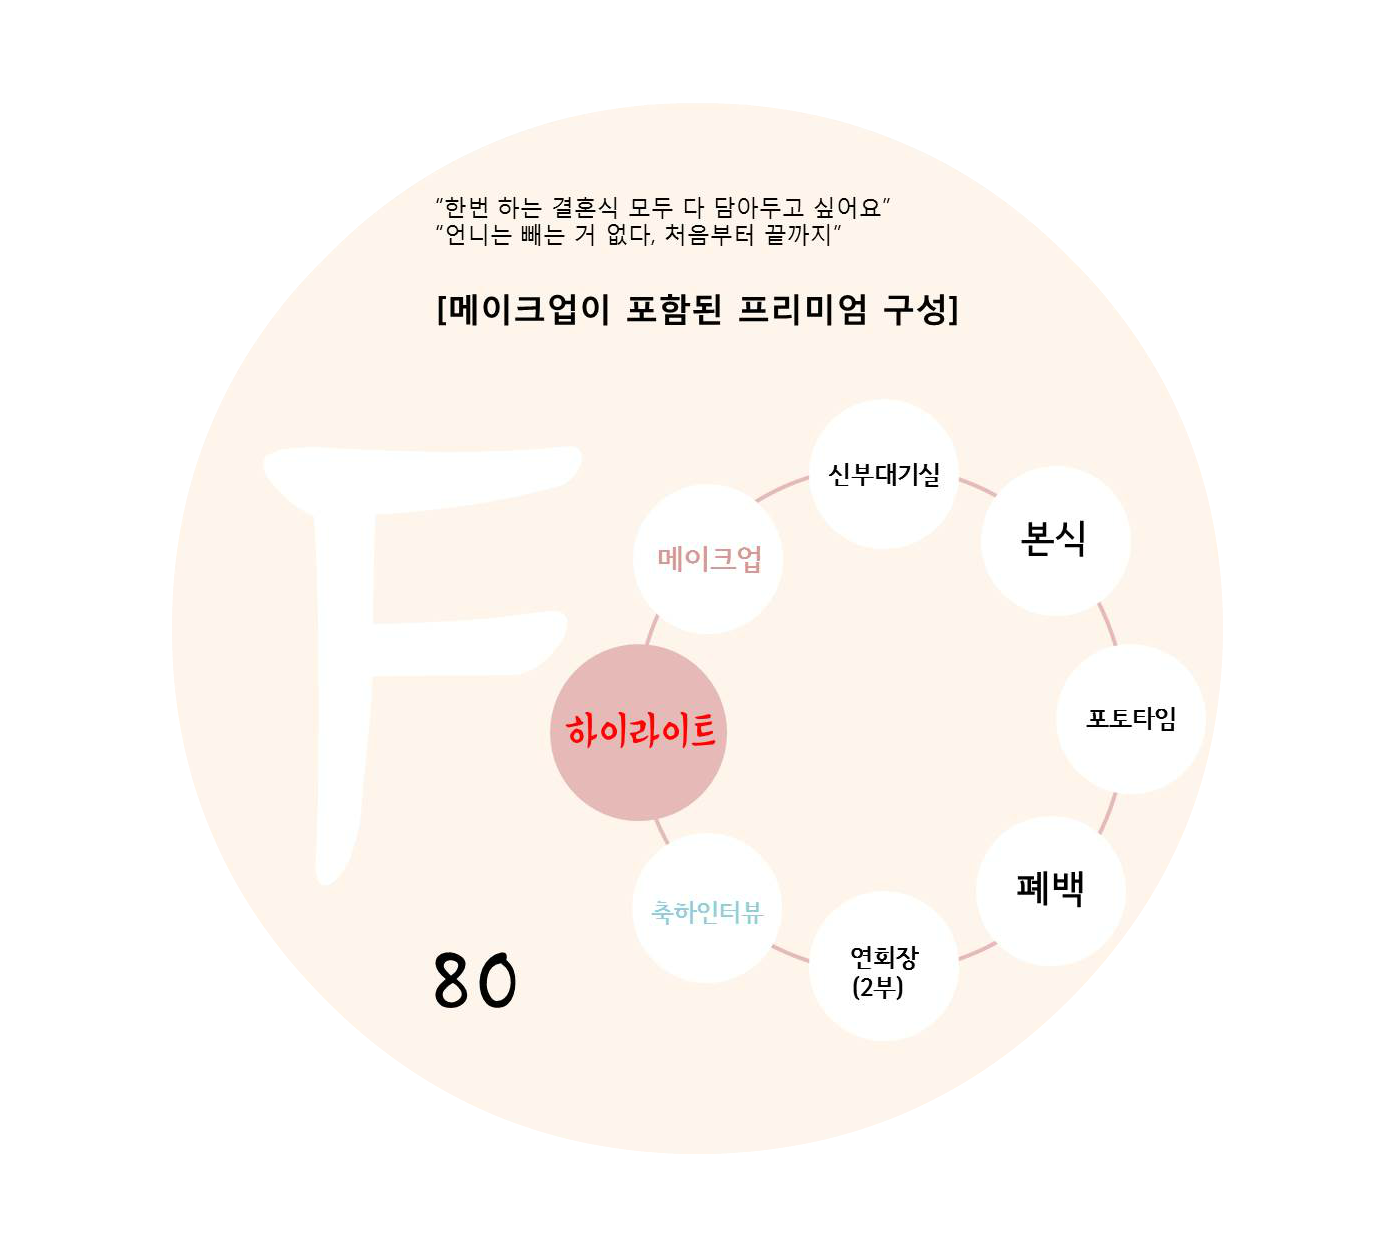 "한번 하는 결혼식 모두 다 담아두고 싶어요"
"언니는 빼는 거 없다, 처음부터 끝까지"
[메이크업이 포함된 프리미엄 구성]
F
신부대기실
본식
메이크업
포토타임
하이라이트
폐백
축하인터뷰
연회장
(2부)
80